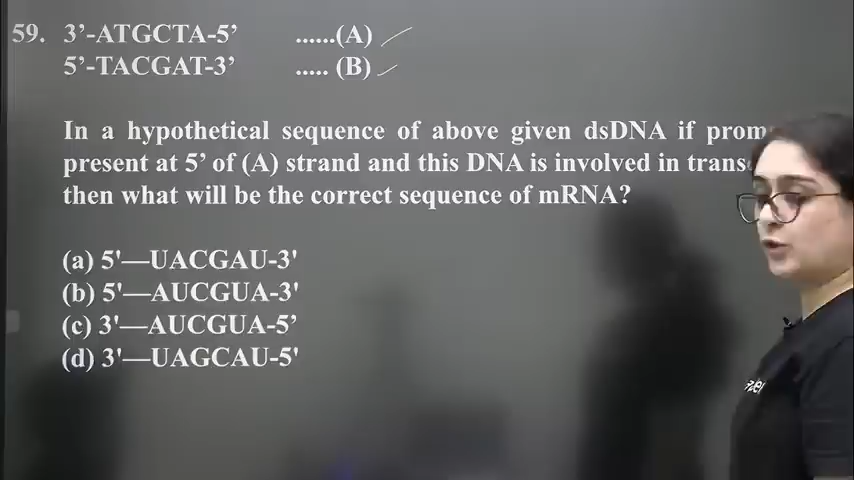 59. 3’-ATGCTA-5’ ......(A)
5’-TACGAT-3’ ..... (B)
In a hypothetical sequence of above given dsDNA if
present at 5’ of (A) strand and this DNA is involved in
then what will be the correct sequence of mRNA?
(a) 5'—UACGAU-3'
(b) 5'—AUCGUA-3'
(c) 3'—AUCGUA-5’
(d) 3'—UAGCAU-5'